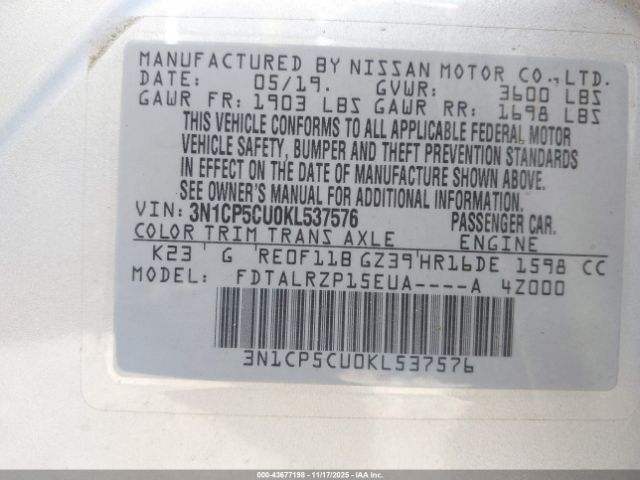 MANUFACTURED BY NISSAN MOTOR CO., LTD.
DATE: 05/19. GVWR: 3600 LBS
GAWR FR: 1903 LBS GAWR RR: 1698 LBS
THIS VEHICLE CONFORMS TO ALL APPLICABLE FEDERAL MOTOR
VEHICLE SAFETY, BUMPER AND THEFT PREVENTION STANDARDS
IN EFFECT ON THE DATE OF MANUFACTURE SHOWN ABOVE.
SEE OWNER'S MANUAL FOR ADDITIONAL INFORMATION.
VIN: 3N1CP5CU0KL537576 PASSENGER CAR.
COLOR TRIM TRANS AXLE ENGINE
K23 ' G ' RE0F11B GZ39 'HR16DE 1598 CC
MODEL: FDTALRZP15EUA----A 4Z000
3N1CP5CU0KL537576
000-43677198 - 11/17/2025 - IAAI.COM